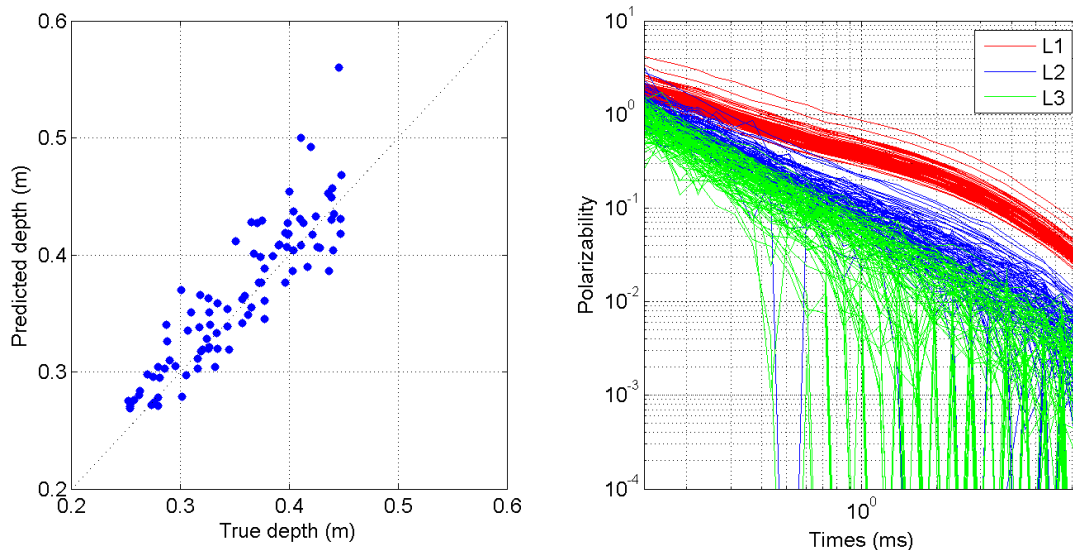 0.6
0.5
0.4
0.3
0.2
Predicted depth (m)
0.2 0.3 0.4 0.5 0.6
True depth (m)
10^1
10^0
10^-1
10^-2
10^-3
10^-4
Polarizability
L1
L2
L3
10^0
Times (ms)